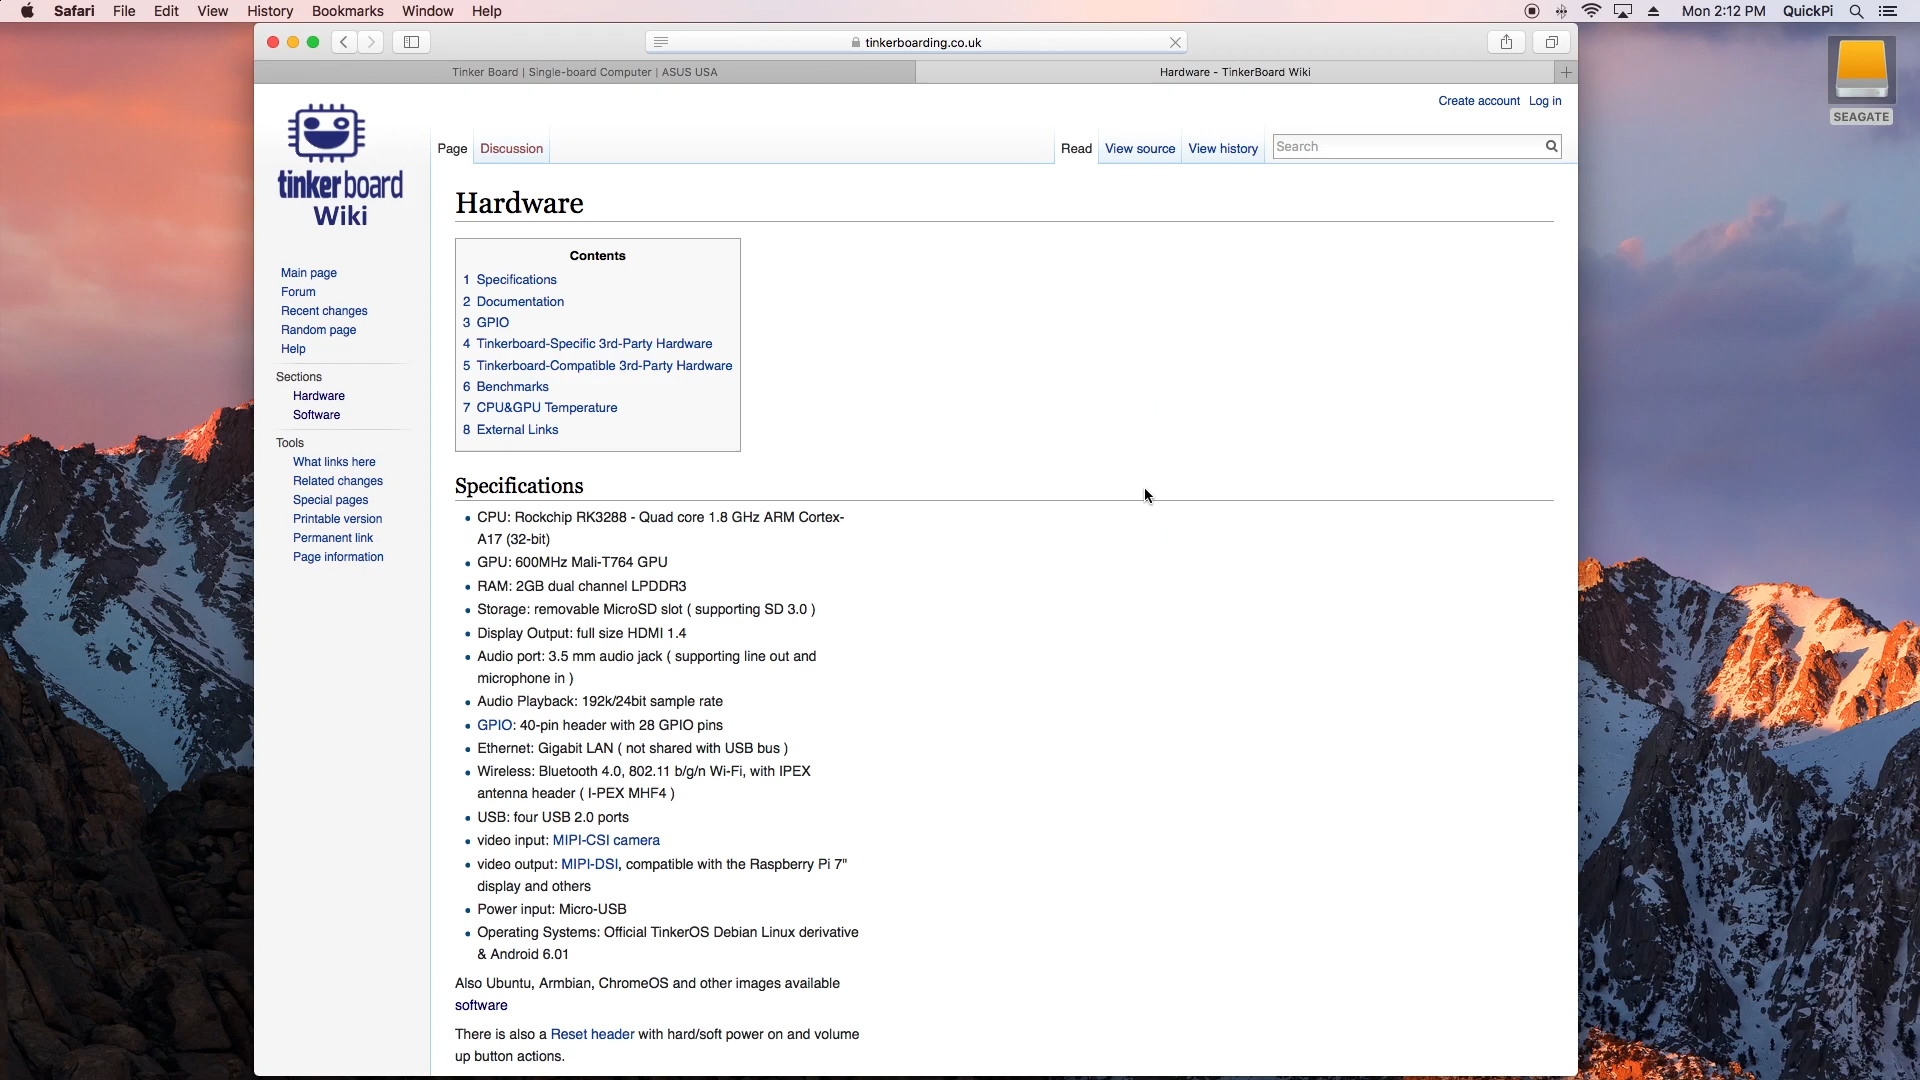 Safari File Edit View History Bookmarks Window Help
Mon 2:12 PM QuickPi
tinkerboarding.co.uk
Tinker Board | Single-board Computer | ASUS USA
Hardware - TinkerBoard Wiki
SEAGATE
Create account Log in
tinkerboard
Wiki
Page Discussion
Read View source View history
Search
Main page
Forum
Recent changes
Random page
Help
Sections
Hardware
Software
Tools
What links here
Related changes
Special pages
Printable version
Permanent link
Page information
Hardware
Contents
1 Specifications
2 Documentation
3 GPIO
4 Tinkerboard-Specific 3rd-Party Hardware
5 Tinkerboard-Compatible 3rd-Party Hardware
6 Benchmarks
7 CPU&GPU Temperature
8 External Links
Specifications
CPU: Rockchip RK3288 - Quad core 1.8 GHz ARM Cortex-
A17 (32-bit)
GPU: 600MHz Mali-T764 GPU
RAM: 2GB dual channel LPDDR3
Storage: removable MicroSD slot ( supporting SD 3.0 )
Display Output: full size HDMI 1.4
Audio port: 3.5 mm audio jack ( supporting line out and
microphone in )
Audio Playback: 192k/24bit sample rate
GPIO: 40-pin header with 28 GPIO pins
Ethernet: Gigabit LAN ( not shared with USB bus )
Wireless: Bluetooth 4.0, 802.11 b/g/n Wi-Fi, with IPEX
antenna header ( I-PEX MHF4 )
USB: four USB 2.0 ports
video input: MIPI-CSI camera
video output: MIPI-DSI, compatible with the Raspberry Pi 7"
display and others
Power input: Micro-USB
Operating Systems: Official TinkerOS Debian Linux derivative
& Android 6.01
Also Ubuntu, Armbian, ChromeOS and other images available
software
There is also a Reset header with hard/soft power on and volume
up button actions.